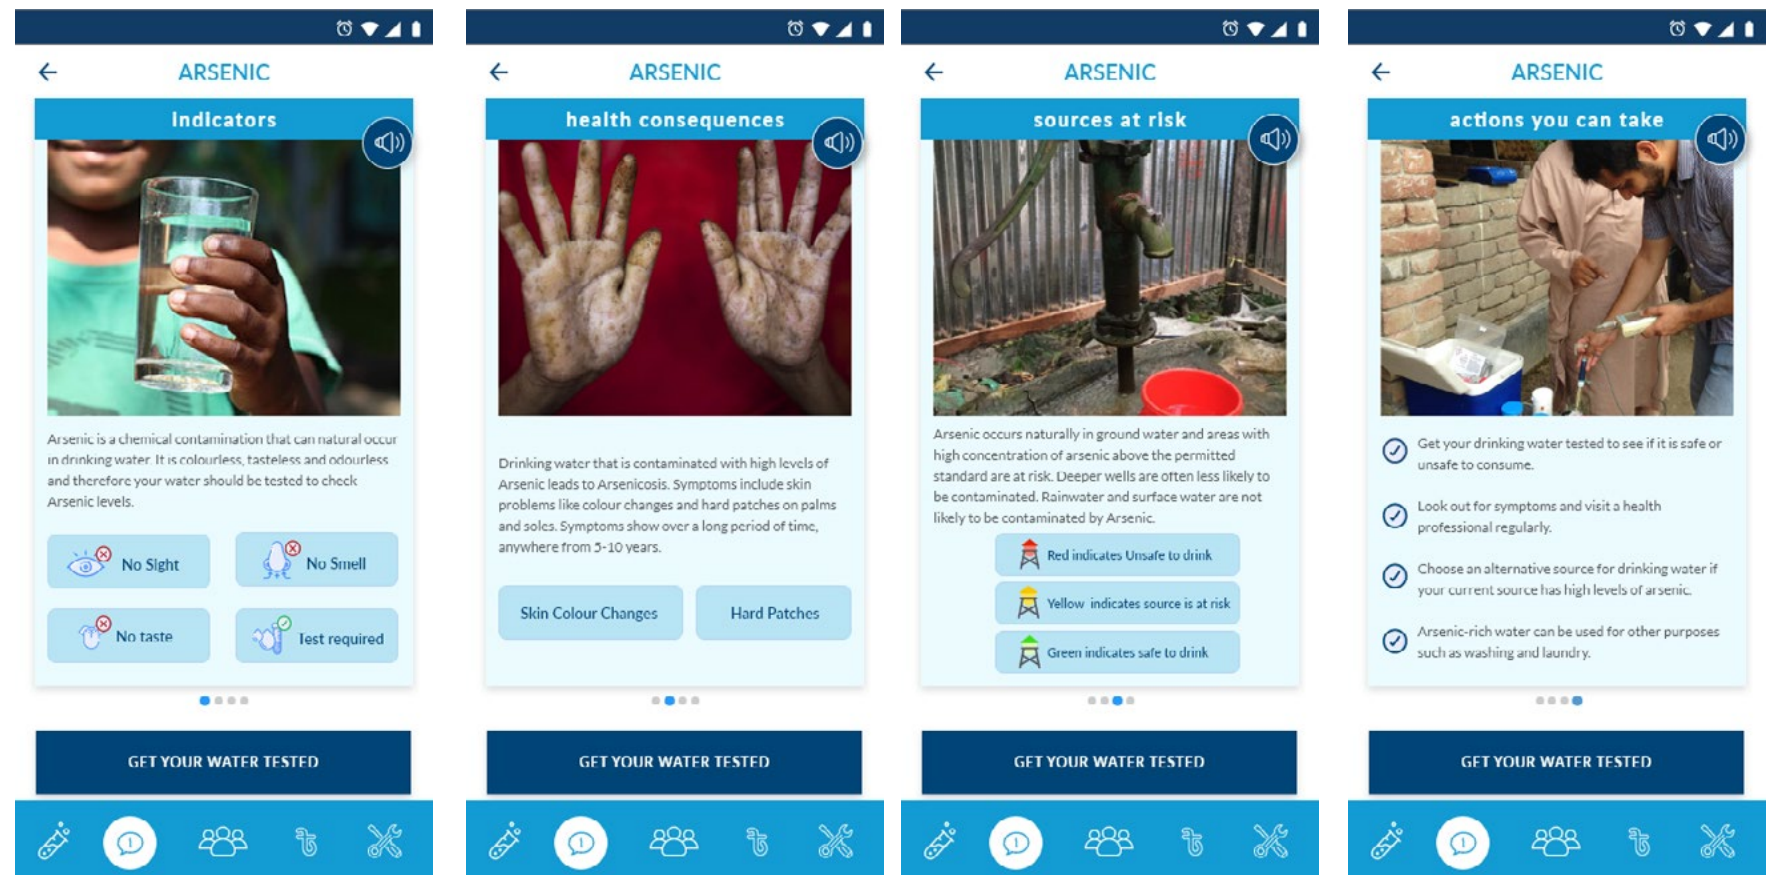 ARSENIC
indicators
Arsenic is a chemical contamination that can natural occur
in drinking water. It is colourless, tasteless and odourless
and therefore your water should be tested to check
Arsenic levels.
No Sight
No Smell
No taste
Test required
GET YOUR WATER TESTED
ARSENIC
health consequences
Drinking water that is contaminated with high levels of
Arsenic leads to Arsenicosis. Symptoms include skin
problems like colour changes and hard patches on palms
and soles. Symptoms show over a long period of time,
anywhere from 5-10 years.
Skin Colour Changes
Hard Patches
GET YOUR WATER TESTED
ARSENIC
sources at risk
Arsenic occurs naturally in ground water and areas with
high concentration of arsenic above the permitted
standard are at risk. Deeper wells are often less likely to
be contaminated. Rainwater and surface water are not
likely to be contaminated by Arsenic.
Red indicates Unsafe to drink
Yellow indicates source is at risk
Green indicates safe to drink
GET YOUR WATER TESTED
ARSENIC
actions you can take
Get your drinking water tested to see if it is safe or
unsafe to consume.
Look out for symptoms and visit a health
professional regularly.
Choose an alternative source for drinking water if
your current source has high levels of arsenic.
Arsenic-rich water can be used for other purposes
such as washing and laundry.
GET YOUR WATER TESTED